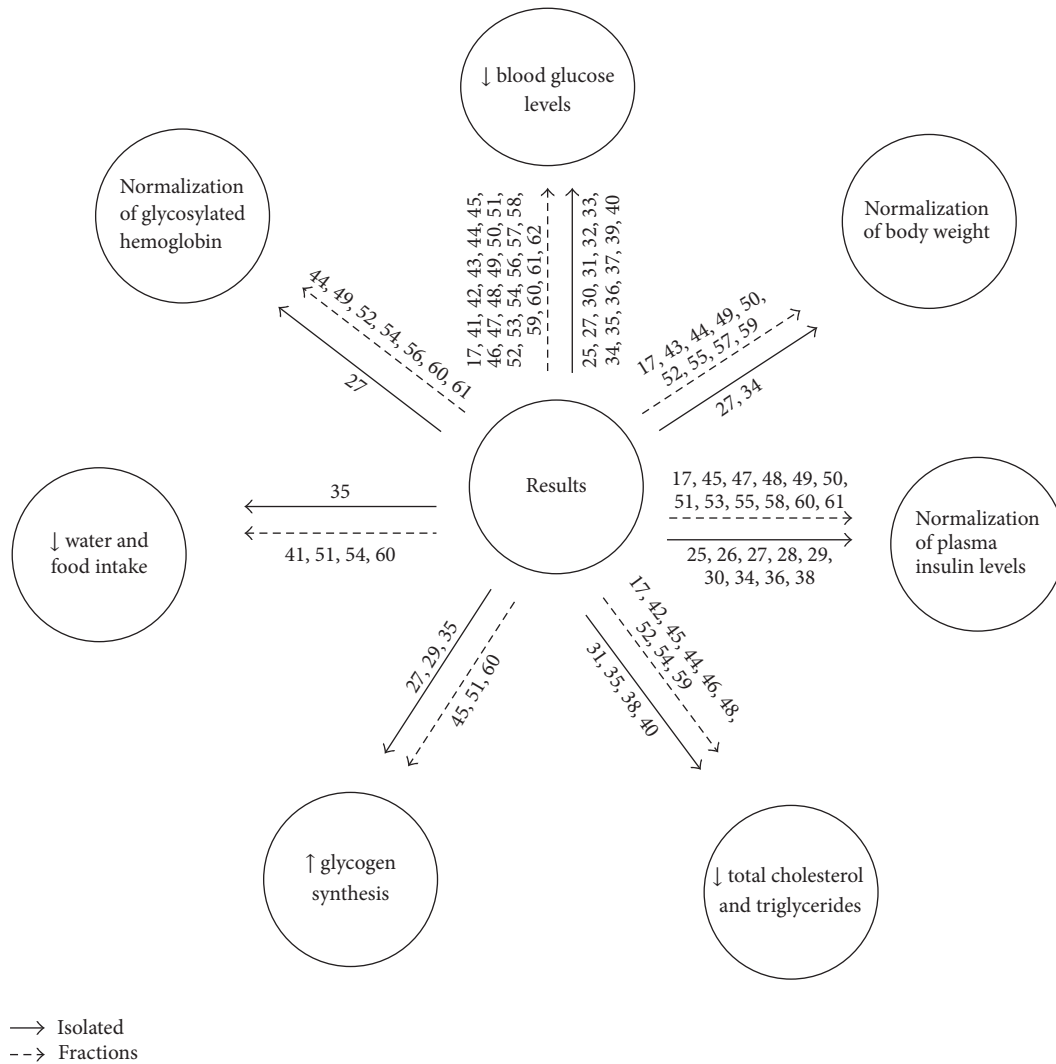 ↓ blood glucose
levels
Normalization
of glycosylated
hemoglobin
Normalization
of body weight
17, 41, 42, 43, 44, 45,
46, 47, 48, 49, 50, 51,
52, 53, 54, 56, 57, 58,
59, 60, 61, 62
25, 27, 30, 31, 32, 33,
34, 35, 36, 37, 39, 40
44, 49, 52, 54, 56, 60, 61
27
17, 43, 44, 49, 50,
52, 55, 57, 59
27, 34
Results
35
41, 51, 54, 60
↓ water and
food intake
17, 45, 47, 48, 49, 50,
51, 53, 55, 58, 60, 61
25, 26, 27, 28, 29,
30, 34, 36, 38
Normalization
of plasma
insulin levels
27, 29, 35
45, 51, 60
17, 42, 45, 44, 46, 48,
52, 54, 59
31, 35, 38, 40
↑ glycogen
synthesis
↓ total cholesterol
and triglycerides
Isolated
Fractions